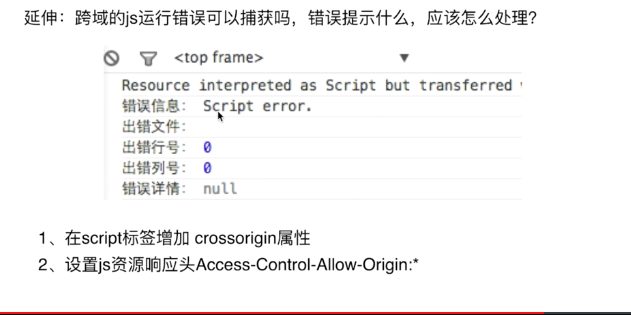 延伸：跨域的js运行错误可以捕获吗，错误提示什么，应该怎么处理？
<top frame> ▼
Resource interpreted as Script but transferred
错误信息： Script error.
出错文件：
出错行号： 0
出错列号： 0
错误详情： null
1、在script标签增加 crossorigin属性
2、设置js资源响应头Access-Control-Allow-Origin:*